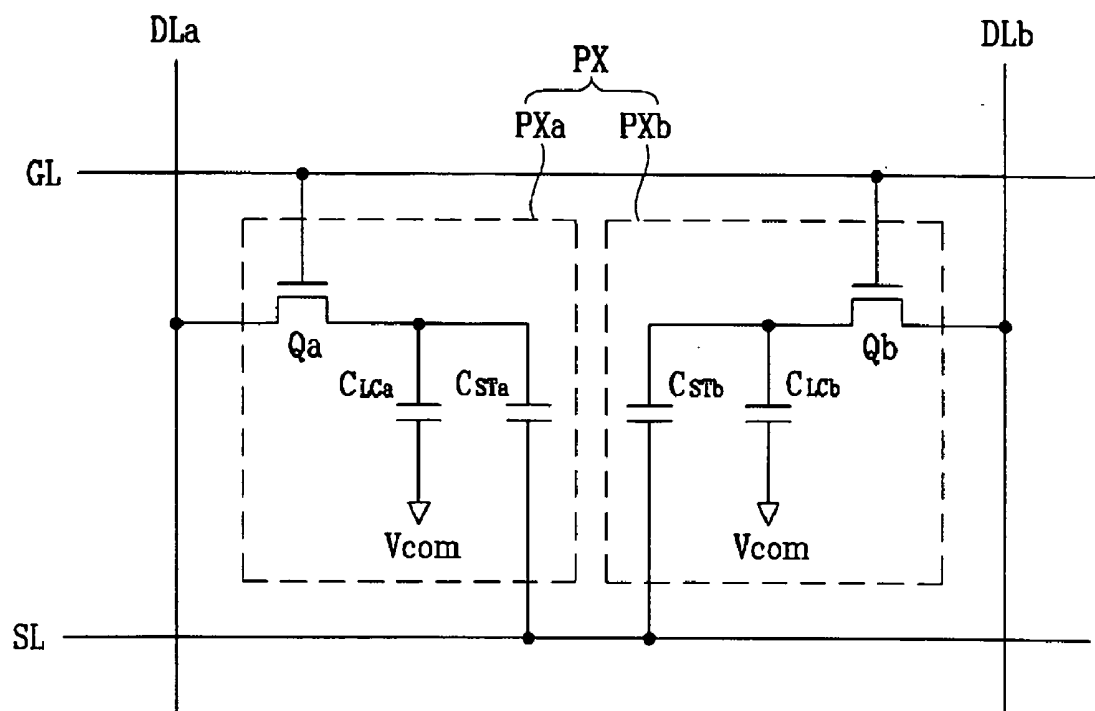 DLa
DLb
PX
PXa
PXb
GL
Qa
Qb
CLCa
CSTa
CSTb
CLCb
Vcom
Vcom
SL